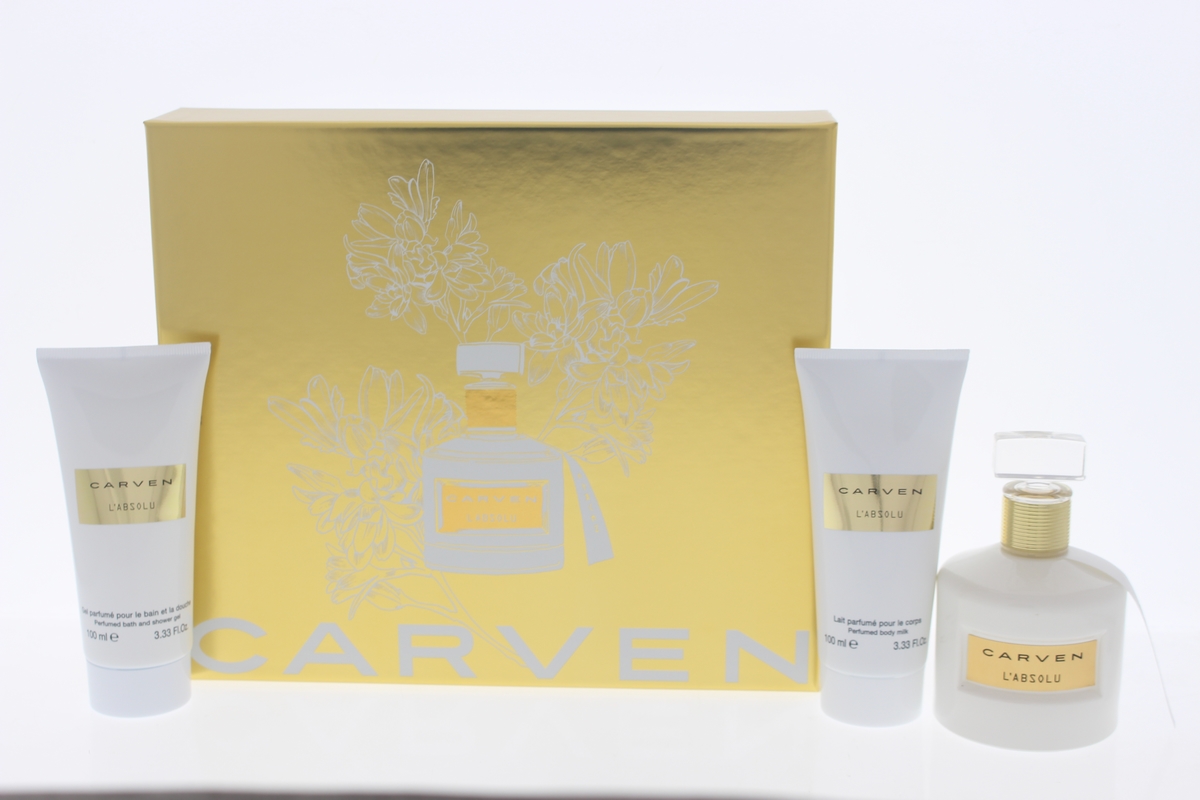 CARVEN
L'ABSOLU
Gel parfumé pour le bain et la douche
Perfumed bath and shower gel
100 ml e 3.33 Fl.Oz.
CARVEN
L'ABSOLU
CARVEN
CARVEN
L'ABSOLU
Lait parfumé pour le corps
Perfumed body milk
100 ml e 3.33 Fl.Oz.
CARVEN
L'ABSOLU